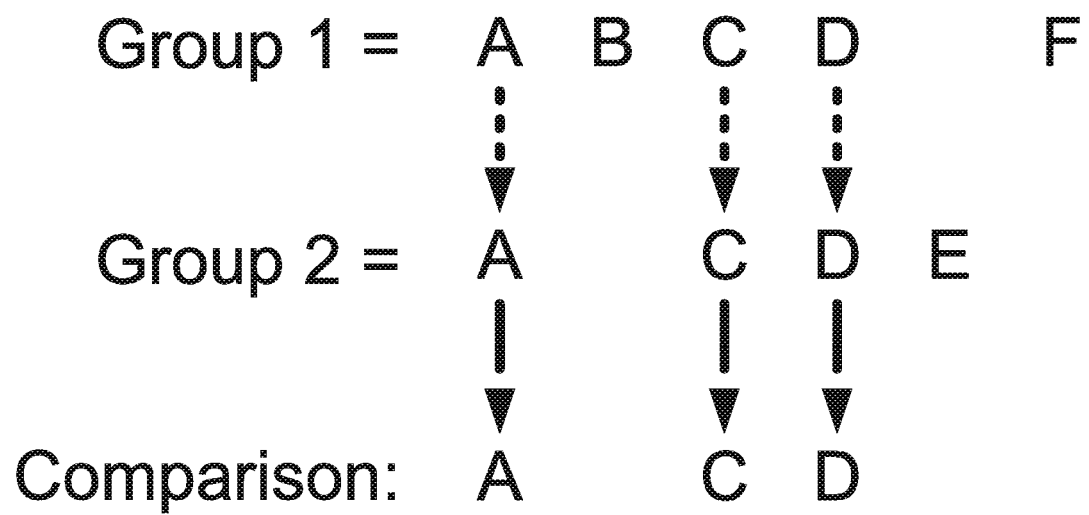 Group 1 = A B C D F
Group 2 = A C D E
Comparison: A C D